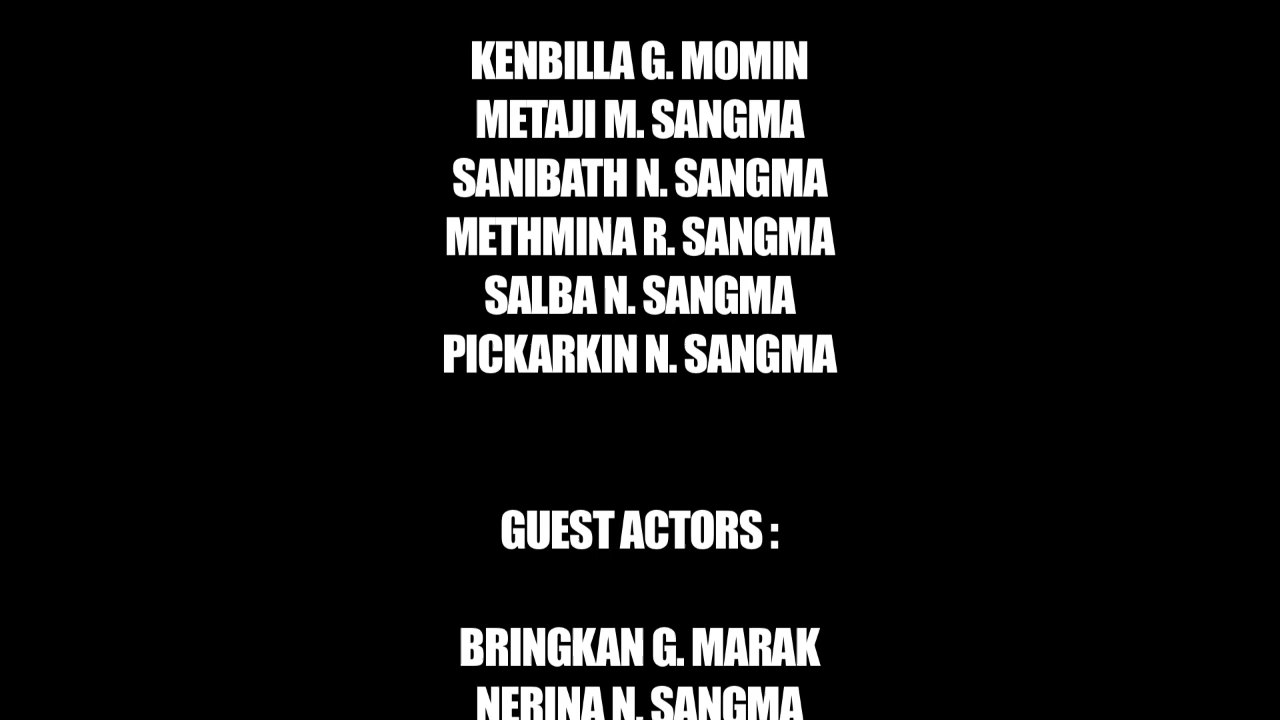 KENBILLA G. MOMIN
METAJI M. SANGMA
SANIBATH N. SANGMA
METHMINA R. SANGMA
SALBA N. SANGMA
PICKARKIN N. SANGMA
GUEST ACTORS :
BRINGKAN G. MARAK
NERINA N. SANGMA